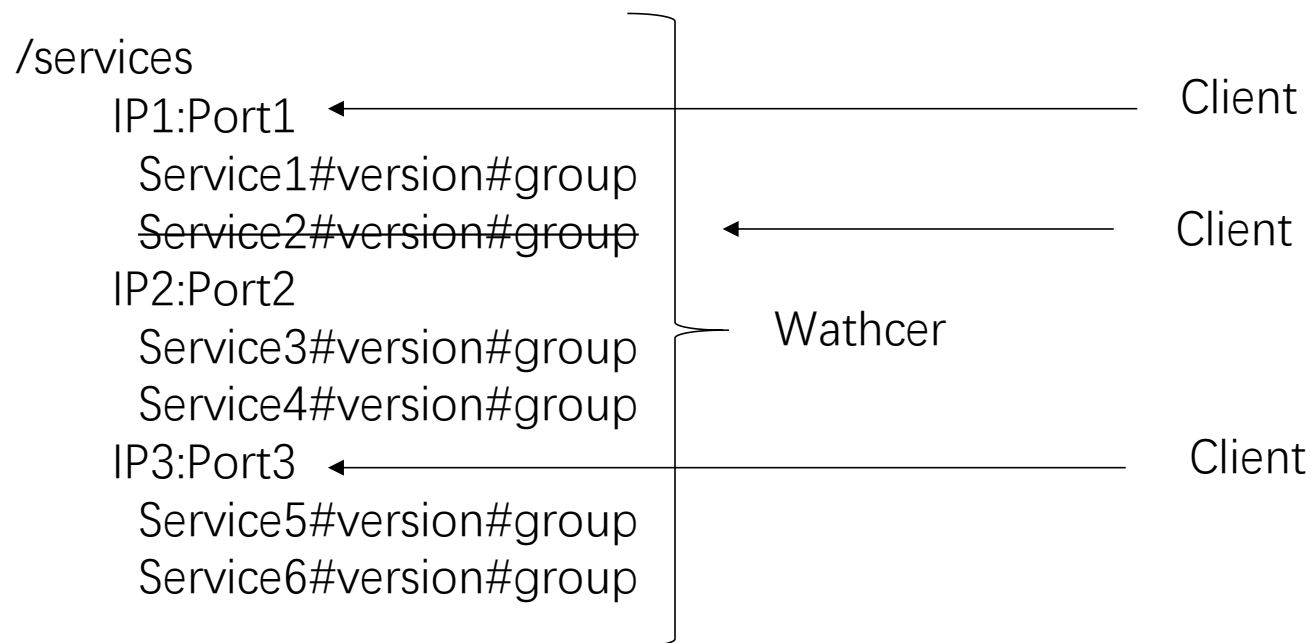 /services
IP1:Port1
Service1#version#group
Service2#version#group
IP2:Port2
Service3#version#group
Service4#version#group
IP3:Port3
Service5#version#group
Service6#version#group
Wathcer
Client
Client
Client